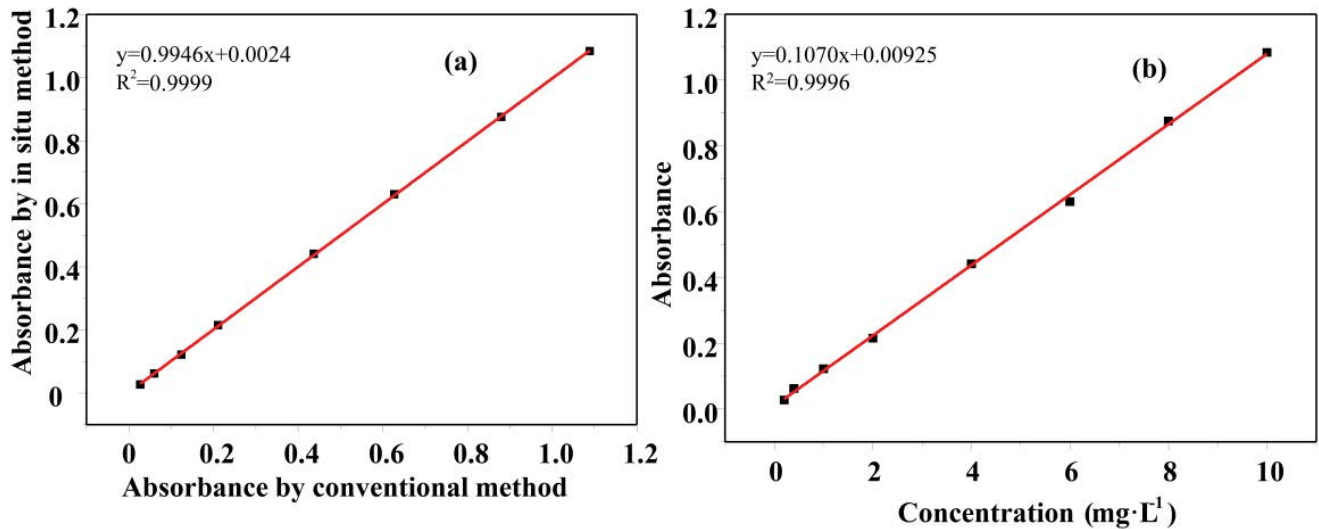 y=0.9946x+0.0024
R²=0.9999
(a)
1.2
1.0
0.8
0.6
0.4
0.2
0
Absorbance by in situ method
0
0.2
0.4
0.6
0.8
1.0
1.2
Absorbance by conventional method
y=0.1070x+0.00925
R²=0.9996
(b)
1.2
1.0
0.8
0.6
0.4
0.2
0.0
Absorbance
0
2
4
6
8
10
Concentration (mg·L⁻¹)